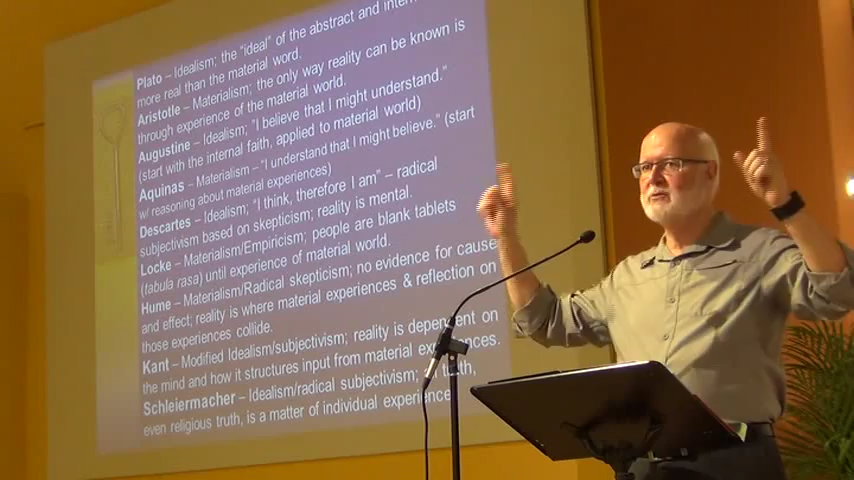 Plato – Idealism; the "ideal" of the abstract and
more real than the material word.
Aristotle – Materialism; the only way reality can be known is
through experience of the material world.
Augustine – Idealism; "I believe that I might understand."
(start with the internal faith, applied to material world)
Aquinas – Materialism – "I understand that I might believe." (start
w/ reasoning about material experiences)
Descartes – Idealism; "I think, therefore I am" – radical
subjectivism based on skepticism; reality is mental.
Locke – Materialism/Empiricism; people are blank tablets
(tabula rasa) until experience of material world.
Hume – Materialism/Radical skepticism; no evidence for cause
and effect; reality is where material experiences & reflection on
those experiences collide.
Kant – Modified Idealism/subjectivism; reality is dependent on
the mind and how it structures input from material experiences.
Schleiermacher – Idealism/radical subjectivism; truth,
even religious truth, is a matter of individual experience